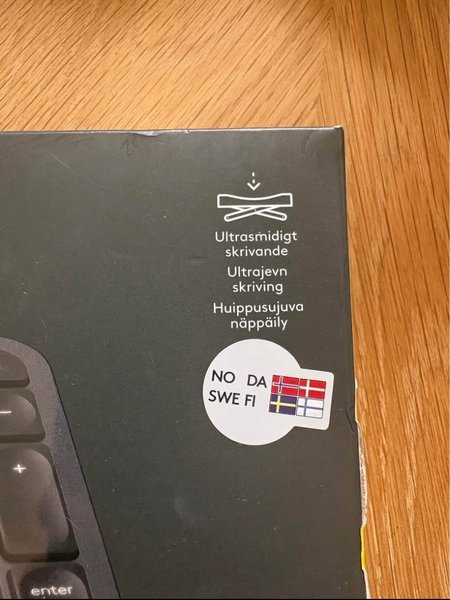 Ultrasmidigt
skrivande
Ultrajevn
skriving
Huippusujuva
näppäily
NO DA
SWE FI
–
+
enter